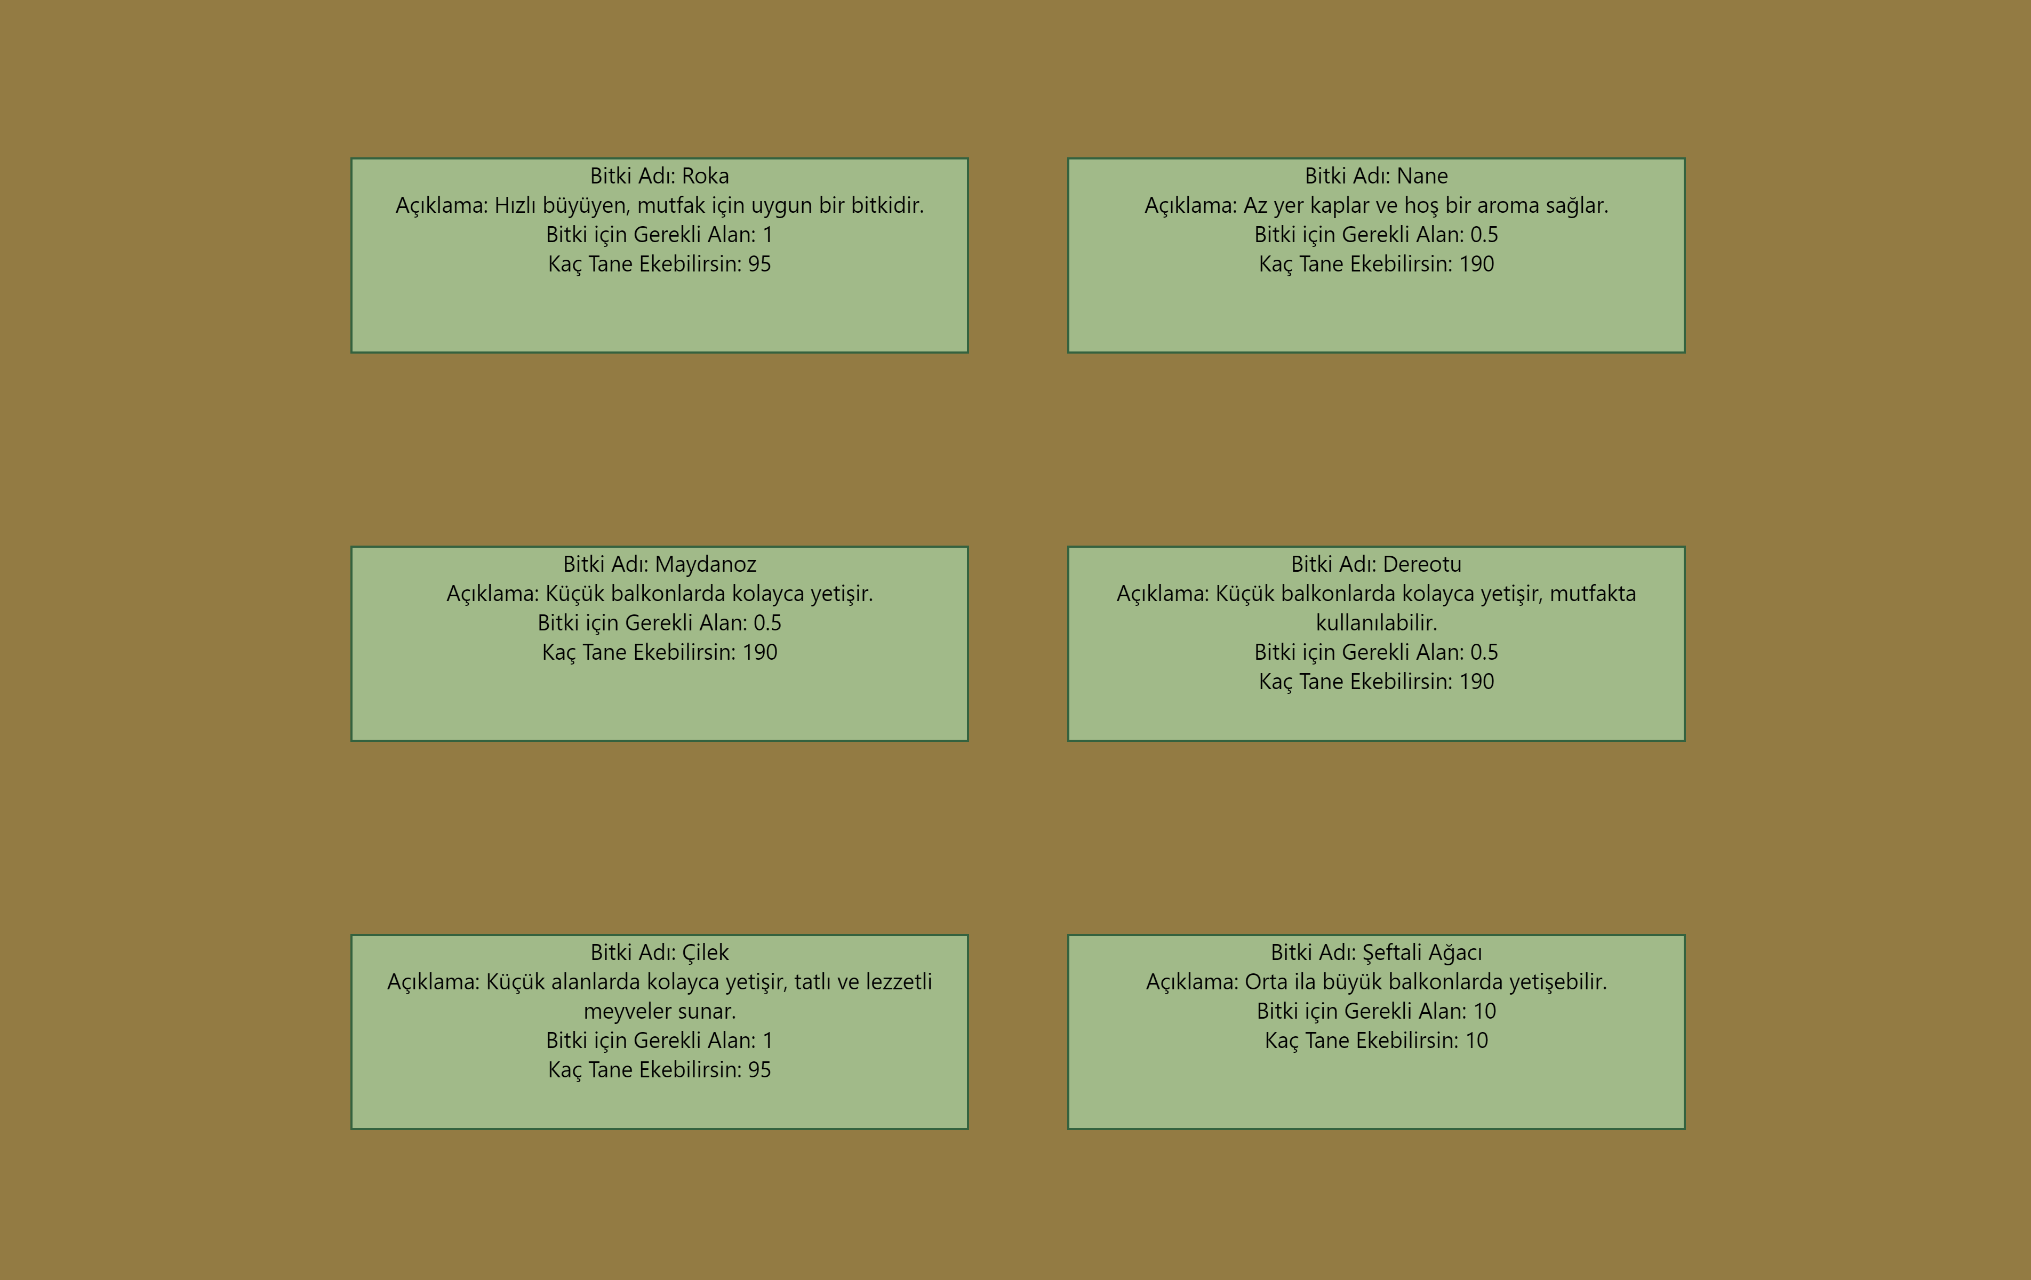 Bitki Adı: Roka
Açıklama: Hızlı büyüyen, mutfak için uygun bir bitkidir.
Bitki için Gerekli Alan: 1
Kaç Tane Ekebilirsin: 95
Bitki Adı: Nane
Açıklama: Az yer kaplar ve hoş bir aroma sağlar.
Bitki için Gerekli Alan: 0.5
Kaç Tane Ekebilirsin: 190
Bitki Adı: Maydanoz
Açıklama: Küçük balkonlarda kolayca yetişir.
Bitki için Gerekli Alan: 0.5
Kaç Tane Ekebilirsin: 190
Bitki Adı: Dereotu
Açıklama: Küçük balkonlarda kolayca yetişir, mutfakta
kullanılabilir.
Bitki için Gerekli Alan: 0.5
Kaç Tane Ekebilirsin: 190
Bitki Adı: Çilek
Açıklama: Küçük alanlarda kolayca yetişir, tatlı ve lezzetli
meyveler sunar.
Bitki için Gerekli Alan: 1
Kaç Tane Ekebilirsin: 95
Bitki Adı: Şeftali Ağacı
Açıklama: Orta ila büyük balkonlarda yetişebilir.
Bitki için Gerekli Alan: 10
Kaç Tane Ekebilirsin: 10